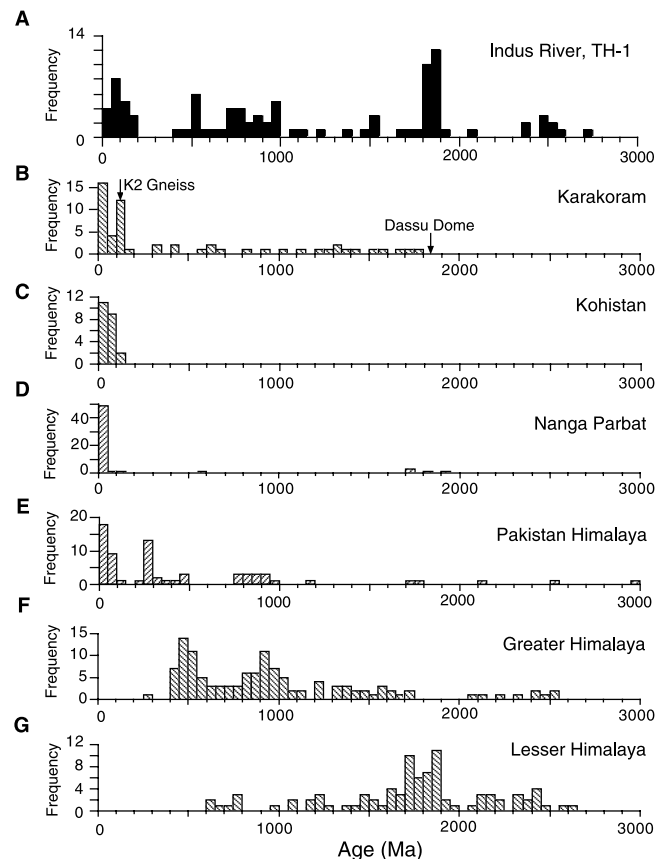 A
Frequency
14
0
Indus River, TH-1
0 1000 2000 3000
B
Frequency
15
10
5
0
K2 Gneiss
Karakoram
Dassu Dome
0 1000 2000 3000
C
Frequency
12
8
4
0
Kohistan
0 1000 2000 3000
D
Frequency
40
20
0
Nanga Parbat
0 1000 2000 3000
E
Frequency
20
10
0
Pakistan Himalaya
0 1000 2000 3000
F
Frequency
15
10
5
0
Greater Himalaya
0 1000 2000 3000
G
Frequency
12
8
4
0
Lesser Himalaya
0 1000 2000 3000
Age (Ma)